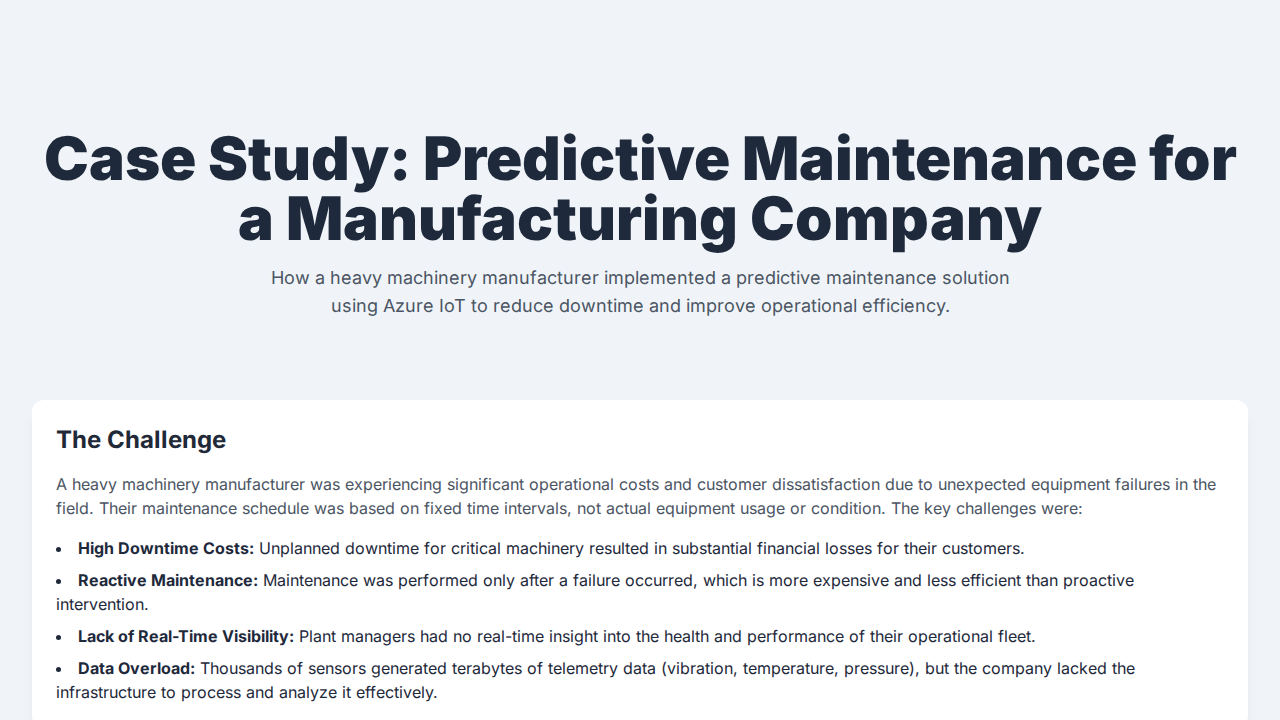 Case Study: Predictive Maintenance for
a Manufacturing Company
How a heavy machinery manufacturer implemented a predictive maintenance solution
using Azure IoT to reduce downtime and improve operational efficiency.
The Challenge
A heavy machinery manufacturer was experiencing significant operational costs and customer dissatisfaction due to unexpected equipment failures in the
field. Their maintenance schedule was based on fixed time intervals, not actual equipment usage or condition. The key challenges were:
• High Downtime Costs: Unplanned downtime for critical machinery resulted in substantial financial losses for their customers.
• Reactive Maintenance: Maintenance was performed only after a failure occurred, which is more expensive and less efficient than proactive
intervention.
• Lack of Real-Time Visibility: Plant managers had no real-time insight into the health and performance of their operational fleet.
• Data Overload: Thousands of sensors generated terabytes of telemetry data (vibration, temperature, pressure), but the company lacked the
infrastructure to process and analyze it effectively.